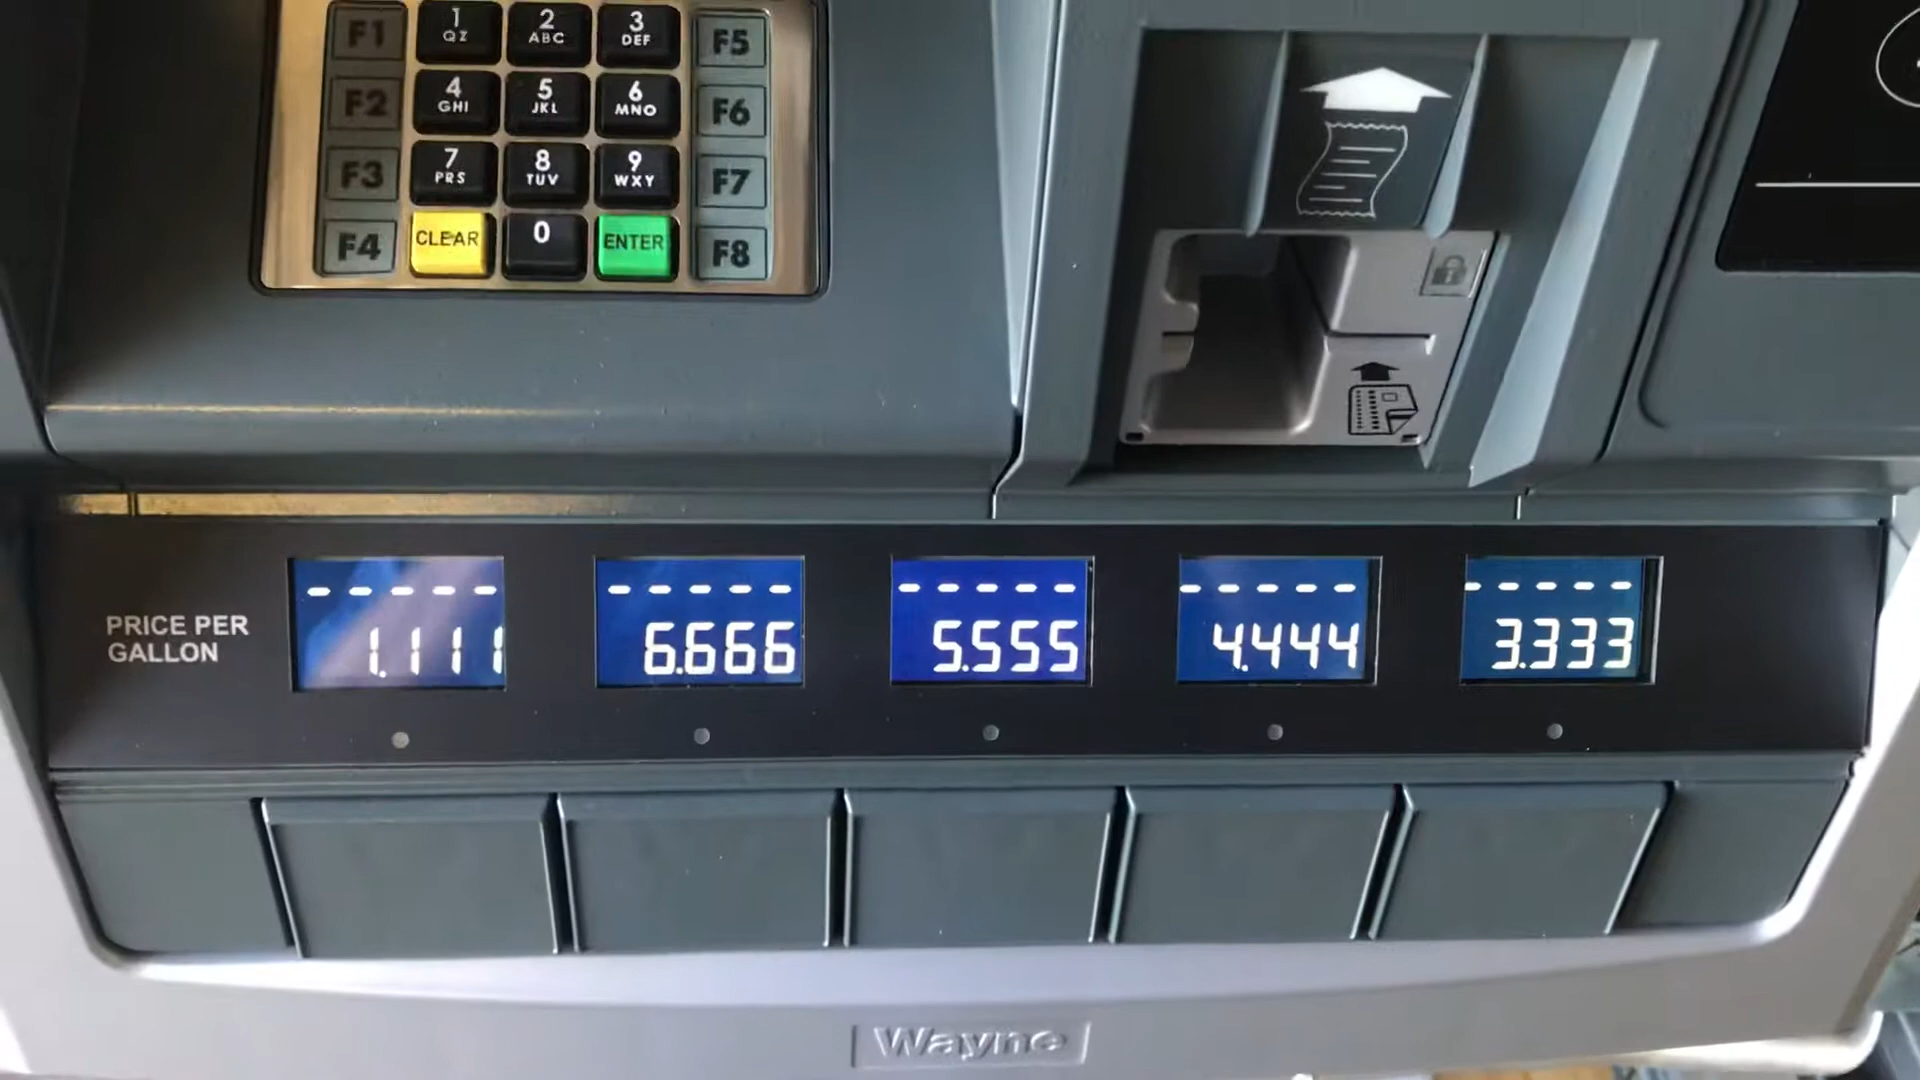 F1
1
QZ
2
ABC
3
DEF
F5
F2
4
GHI
5
JKL
6
MNO
F6
F3
7
PRS
8
TUV
9
WXY
F7
F4
CLEAR
0
ENTER
F8
PRICE PER
GALLON
- - - - -
1.111
- - - - -
6.666
- - - - -
5.555
- - - - -
4.444
- - - - -
3.333
Wayne